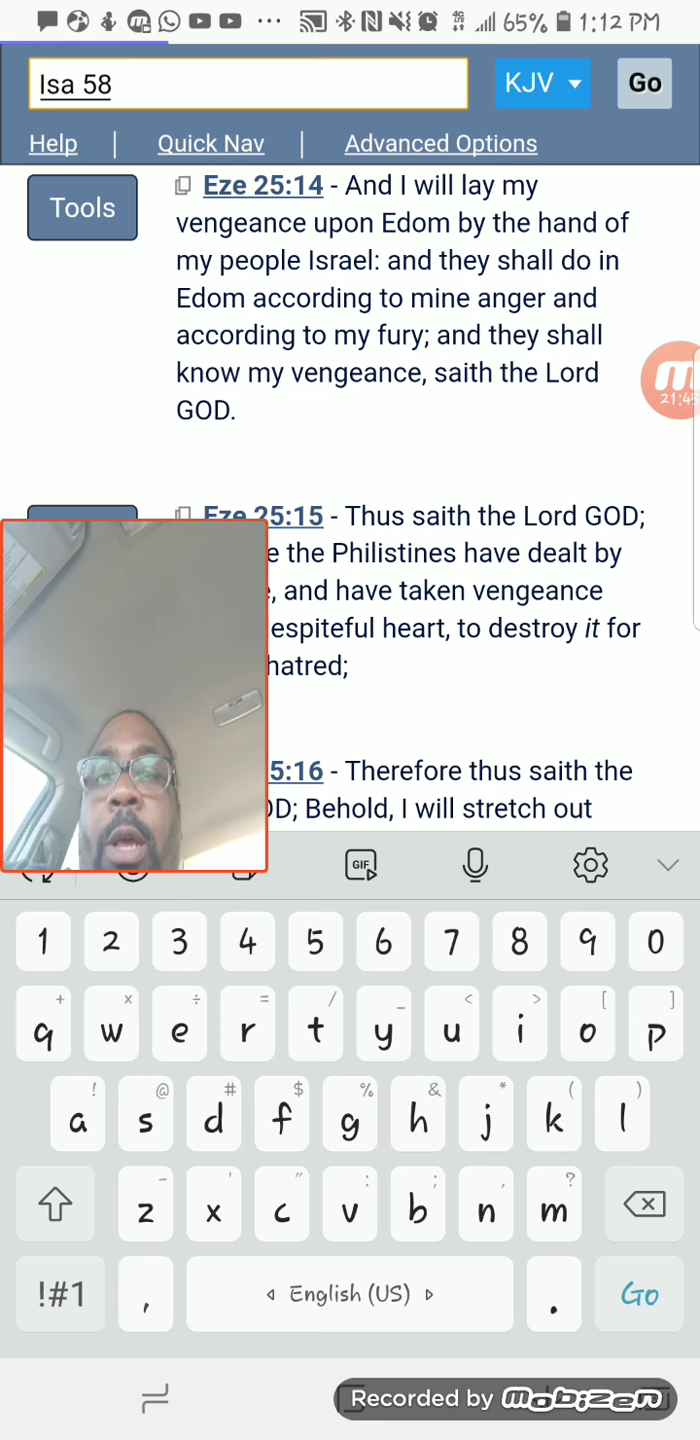 65% 1:12 PM
Isa 58 KJV Go
Help | Quick Nav | Advanced Options
Tools
Eze 25:14 - And I will lay my
vengeance upon Edom by the hand of
my people Israel: and they shall do in
Edom according to mine anger and
according to my fury; and they shall
know my vengeance, saith the Lord
GOD.
21:45
Eze 25:15 - Thus saith the Lord GOD;
e the Philistines have dealt by
, and have taken vengeance
espiteful heart, to destroy it for
hatred;
5:16 - Therefore thus saith the
D; Behold, I will stretch out
GIF
1 2 3 4 5 6 7 8 9 0
+ × ÷ = / _ < > [ ]
q w e r t y u i o p
! @ # $ % & * ( )
a s d f g h j k l
- ' " : ; , ?
z x c v b n m
!#1 , English (US) . Go
Recorded by mobizen